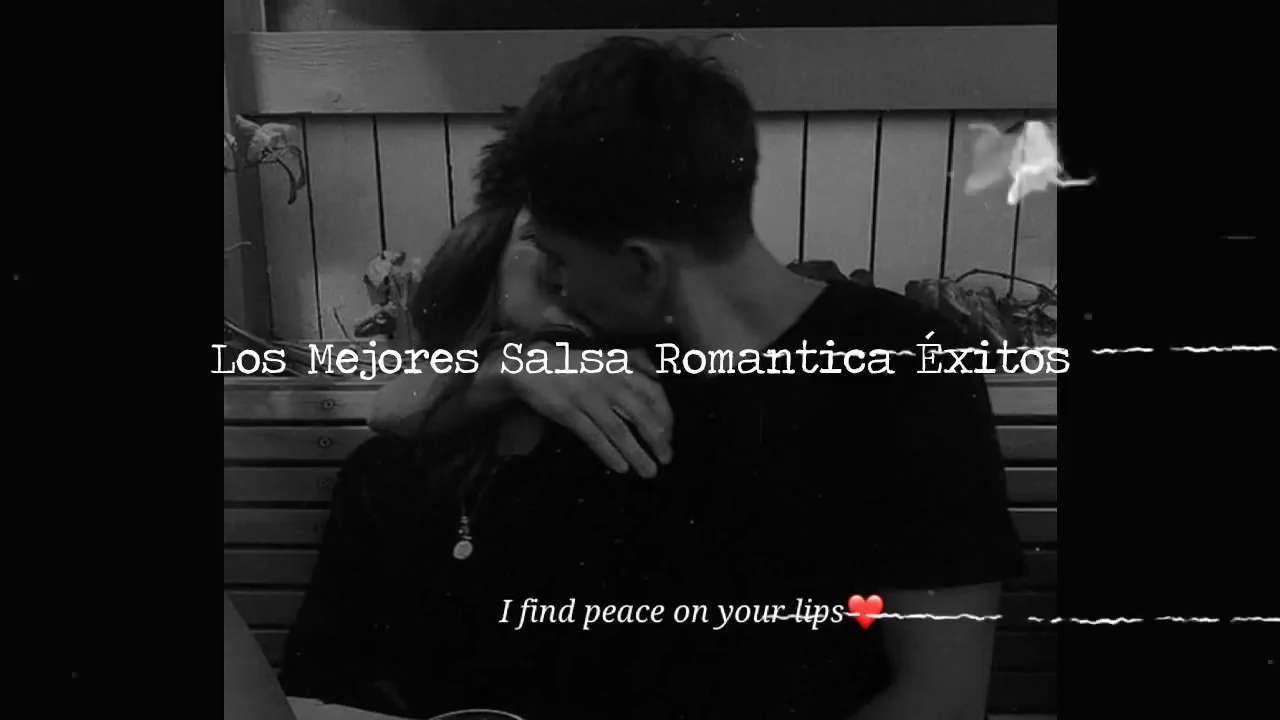 Los Mejores Salsa Romantica Éxitos
I find peace on your lips❤️